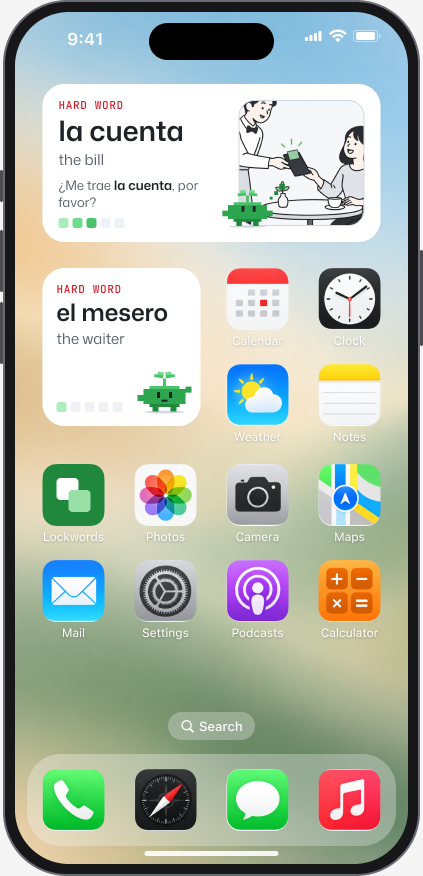 9:41
HARD WORD
la cuenta
the bill
¿Me trae la cuenta, por
favor?
HARD WORD
el mesero
the waiter
Calendar
Clock
Weather
Notes
Lockwords
Photos
Camera
Maps
Mail
Settings
Podcasts
Calculator
Search